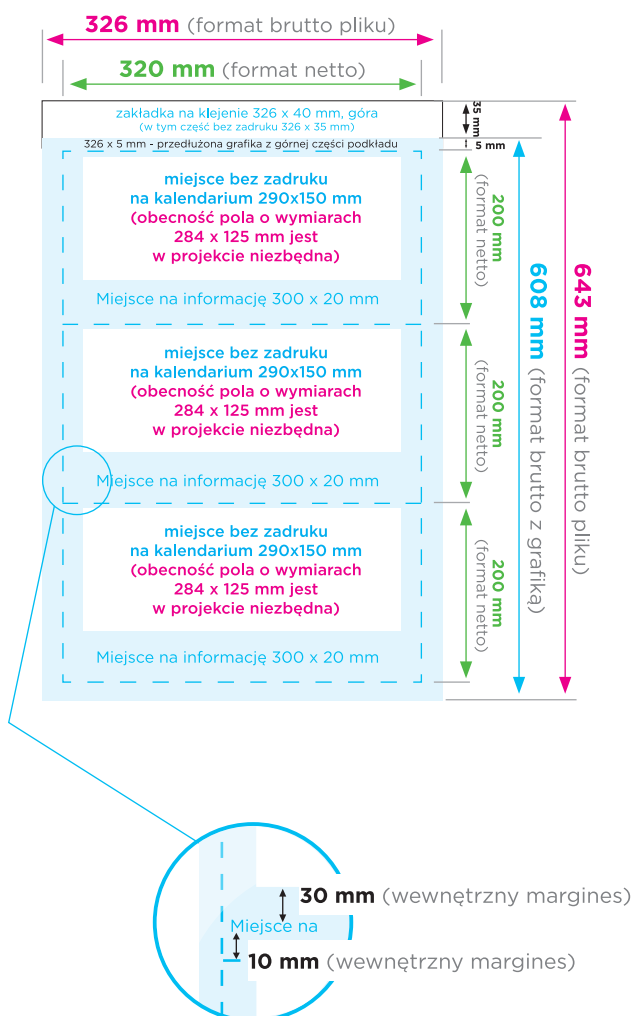 326 mm (format brutto pliku)
320 mm (format netto)
zakładka na klejenie 326 x 40 mm, góra
(w tym część bez zadruku 326 x 35 mm)
35 mm
326 x 5 mm - przedłużona grafika z górnej części podkładu
5 mm
miejsce bez zadruku
na kalendarium 290x150 mm
(obecność pola o wymiarach
284 x 125 mm jest
w projekcie niezbędna)
Miejsce na informację 300 x 20 mm
200 mm
(format netto)
miejsce bez zadruku
na kalendarium 290x150 mm
(obecność pola o wymiarach
284 x 125 mm jest
w projekcie niezbędna)
Miejsce na informację 300 x 20 mm
200 mm
(format netto)
miejsce bez zadruku
na kalendarium 290x150 mm
(obecność pola o wymiarach
284 x 125 mm jest
w projekcie niezbędna)
Miejsce na informację 300 x 20 mm
200 mm
(format netto)
608 mm (format brutto z grafiką)
643 mm (format brutto pliku)
30 mm (wewnętrzny margines)
Miejsce na
10 mm (wewnętrzny margines)